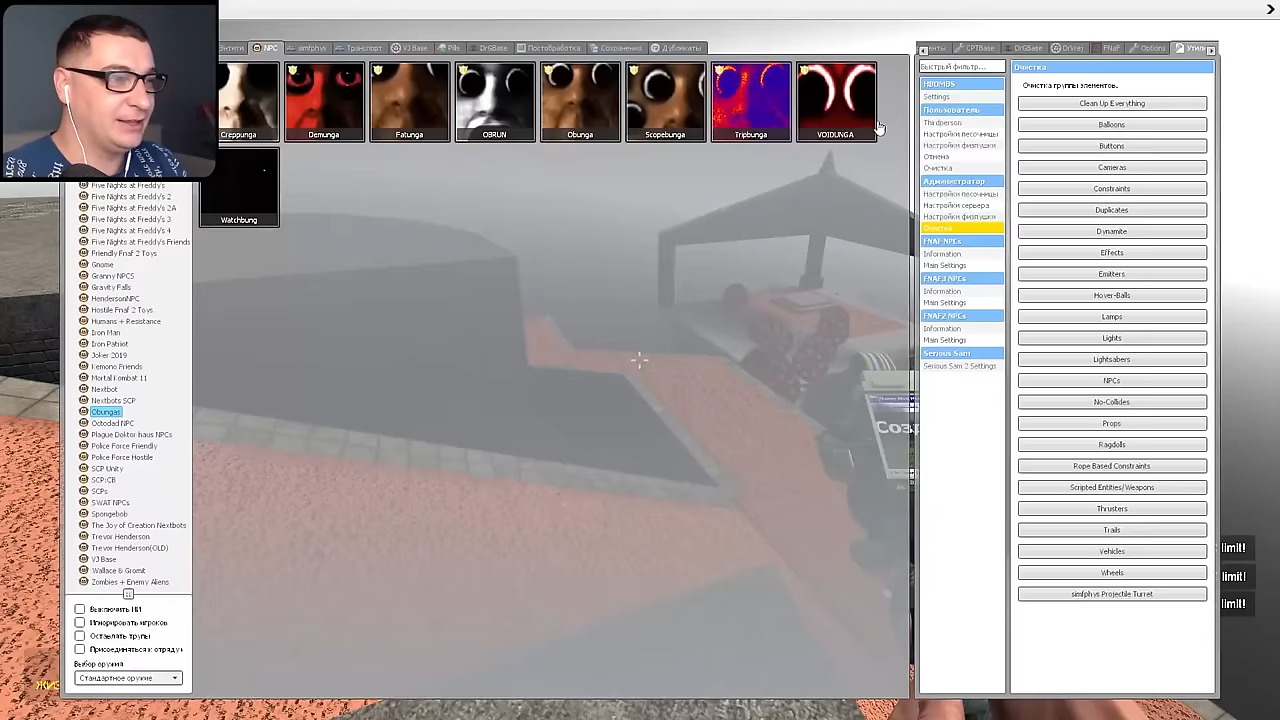 NPC
simfphys
Транспорт
VJ Base
Pills
DrGBase
Постобработка
Сохранения
Дубликаты
CPTBase
DrGBase
FNaF
Options
Creppunga
Demunga
Fatunga
OBRUN
Obunga
Scopebunga
Tripbunga
VOIDUNGA
Watchbung
Five Nights at Freddy's
Five Nights at Freddy's 2
Five Nights at Freddy's 2A
Five Nights at Freddy's 3
Five Nights at Freddy's 4
Five Nights at Freddy's Friends
Friendly Fnaf 2 Toys
Gnome
Granny NPCS
Gravity Falls
HendersonNPC
Hostile Fnaf 2 Toys
Humans + Resistance
Iron Man
Iron Patriot
Joker 2019
Kemono Friends
Mortal Kombat 11
Nextbot
Nextbots SCP
Obungas
Octodad NPC
Plague Doktor haus NPCs
Police Force Friendly
Police Force Hostile
SCP Unity
SCP:CB
SCPs
SWAT NPCs
Spongebob
The Joy of Creation Nextbots
Trevor Henderson
Trevor Henderson(OLD)
VJ Base
Wallace & Gromit
Zombies + Enemy Aliens
Выключить ИИ
Игнорировать игроков
Оставлять трупы
Присоединяться к отряду и
Выбор оружия
Стандартное оружие
Соз
Быстрый фильтр...
HBOMBS
Settings
Пользователь
Thirdperson
Настройки песочницы
Настройки физпушки
Отмена
Очистка
Администратор
Настройки песочницы
Настройки сервера
Настройки физпушки
Очистка
FNAF NPCs
Information
Main Settings
FNAF3 NPCs
Information
Main Settings
FNAF2 NPCs
Information
Main Settings
Serious Sam
Serious Sam 2 Settings
Очистка
Очистка группы элементов.
Clean Up Everything
Balloons
Buttons
Cameras
Constraints
Duplicates
Dynamite
Effects
Emitters
Hover-Balls
Lamps
Lights
Lightsabers
NPCs
No-Collides
Props
Ragdolls
Rope Based Constraints
Scripted Entities/Weapons
Thrusters
Trails
Vehicles
Wheels
simfphys Projectile Turret
limit!
limit!
limit!